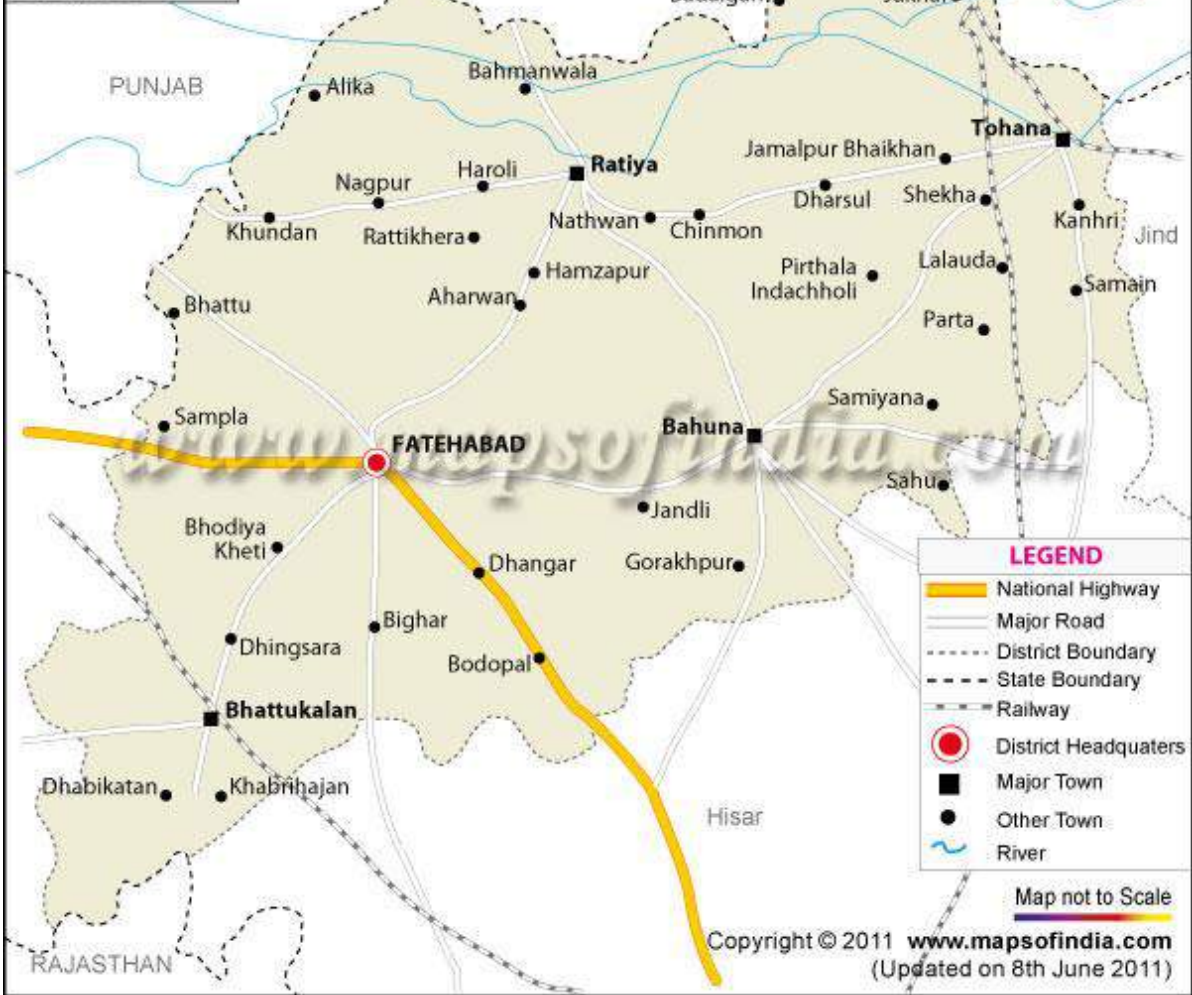 PUNJAB
Alika
Bahmanwala
Tohana
Jamalpur Bhaikhan
Ratiya
Haroli
Nagpur
Dharsul
Shekha
Kanhri
Khundan
Rattikhera
Nathwan
Chinmon
Jind
Hamzapur
Pirthala
Indachholi
Lalauda
Samain
Aharwan
Bhattu
Parta
Samiyana
Sampla
Bahuna
FATEHABAD
www.mapsofindia.com
Sahu
Jandli
Bhodiya
Kheti
Dhangar
Gorakhpur
Bighar
Dhingsara
Bodopal
Bhattukalan
Dhabikatan
Khabrihajan
Hisar
RAJASTHAN
LEGEND
National Highway
Major Road
District Boundary
State Boundary
Railway
District Headquaters
Major Town
Other Town
River
Map not to Scale
Copyright © 2011 www.mapsofindia.com
(Updated on 8th June 2011)